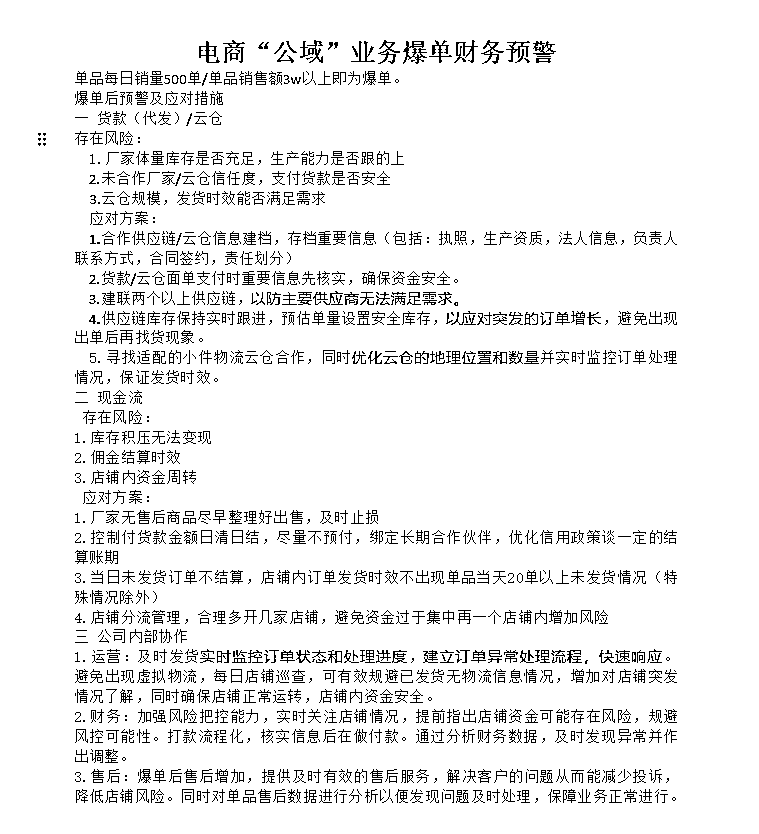 电商“公域”业务爆单财务预警
单品每日销量500单/单品销售额3w以上即为爆单。
爆单后预警及应对措施
一 货款（代发）/云仓
存在风险：
1.厂家体量库存是否充足，生产能力是否跟的上
2.未合作厂家/云仓信任度，支付货款是否安全
3.云仓规模，发货时效能否满足需求
应对方案：
1.合作供应链/云仓信息建档，存档重要信息（包括：执照，生产资质，法人信息，负责人
联系方式，合同签约，责任划分）
2.货款/云仓面单支付时重要信息先核实，确保资金安全。
3.建联两个以上供应链，以防主要供应商无法满足需求。
4.供应链库存保持实时跟进，预估单量设置安全库存，以应对突发的订单增长，避免出现
出单后再找货现象。
5.寻找适配的小件物流云仓合作，同时优化云仓的地理位置和数量并实时监控订单处理
情况，保证发货时效。
二 现金流
存在风险：
1.库存积压无法变现
2.佣金结算时效
3.店铺内资金周转
应对方案：
1.厂家无售后商品尽早整理好出售，及时止损
2.控制付货款金额日清日结，尽量不预付，绑定长期合作伙伴，优化信用政策谈一定的结
算账期
3.当日未发货订单不结算，店铺内订单发货时效不出现单品当天20单以上未发货情况（特
殊情况除外）
4.店铺分流管理，合理多开几家店铺，避免资金过于集中再一个店铺内增加风险
三 公司内部协作
1.运营：及时发货实时监控订单状态和处理进度，建立订单异常处理流程，快速响应。
避免出现虚拟物流，每日店铺巡查，可有效规避已发货无物流信息情况，增加对店铺突发
情况了解，同时确保店铺正常运转，店铺内资金安全。
2.财务：加强风险把控能力，实时关注店铺情况，提前指出店铺资金可能存在风险，规避
风控可能性。打款流程化，核实信息后在做付款。通过分析财务数据，及时发现异常并作
出调整。
3.售后：爆单后售后增加，提供及时有效的售后服务，解决客户的问题从而能减少投诉，
降低店铺风险。同时对单品售后数据进行分析以便发现问题及时处理，保障业务正常进行。